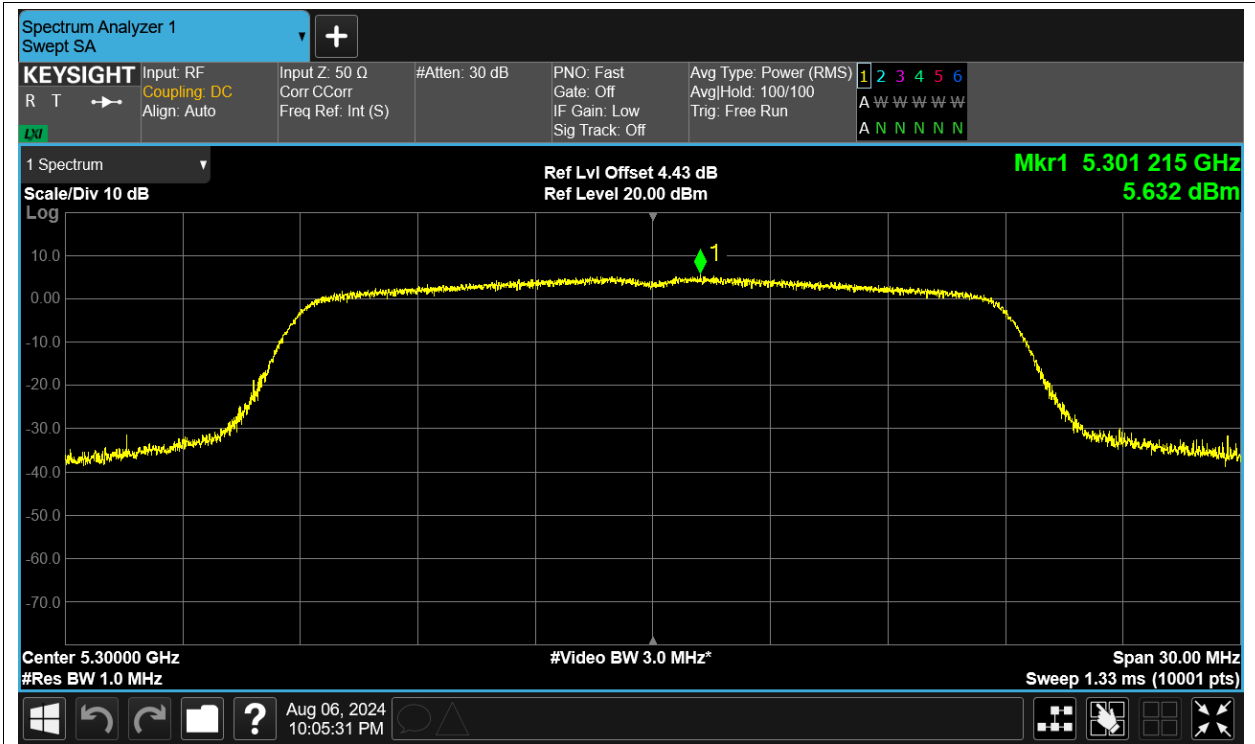 Spectrum Analyzer 1
Swept SA
+
KEYSIGHT
R T
LXI
Input: RF
Coupling: DC
Align: Auto
Input Z: 50 Ω
Corr CCorr
Freq Ref: Int (S)
#Atten: 30 dB
PNO: Fast
Gate: Off
IF Gain: Low
Sig Track: Off
Avg Type: Power (RMS)
Avg|Hold: 100/100
Trig: Free Run
1 2 3 4 5 6
A W W W W W
A N N N N N
1 Spectrum
Scale/Div 10 dB
Log
Ref Lvl Offset 4.43 dB
Ref Level 20.00 dBm
Mkr1 5.301 215 GHz
5.632 dBm
1
10.0
0.00
-10.0
-20.0
-30.0
-40.0
-50.0
-60.0
-70.0
Center 5.30000 GHz
#Res BW 1.0 MHz
#Video BW 3.0 MHz*
Span 30.00 MHz
Sweep 1.33 ms (10001 pts)
?
Aug 06, 2024
10:05:31 PM